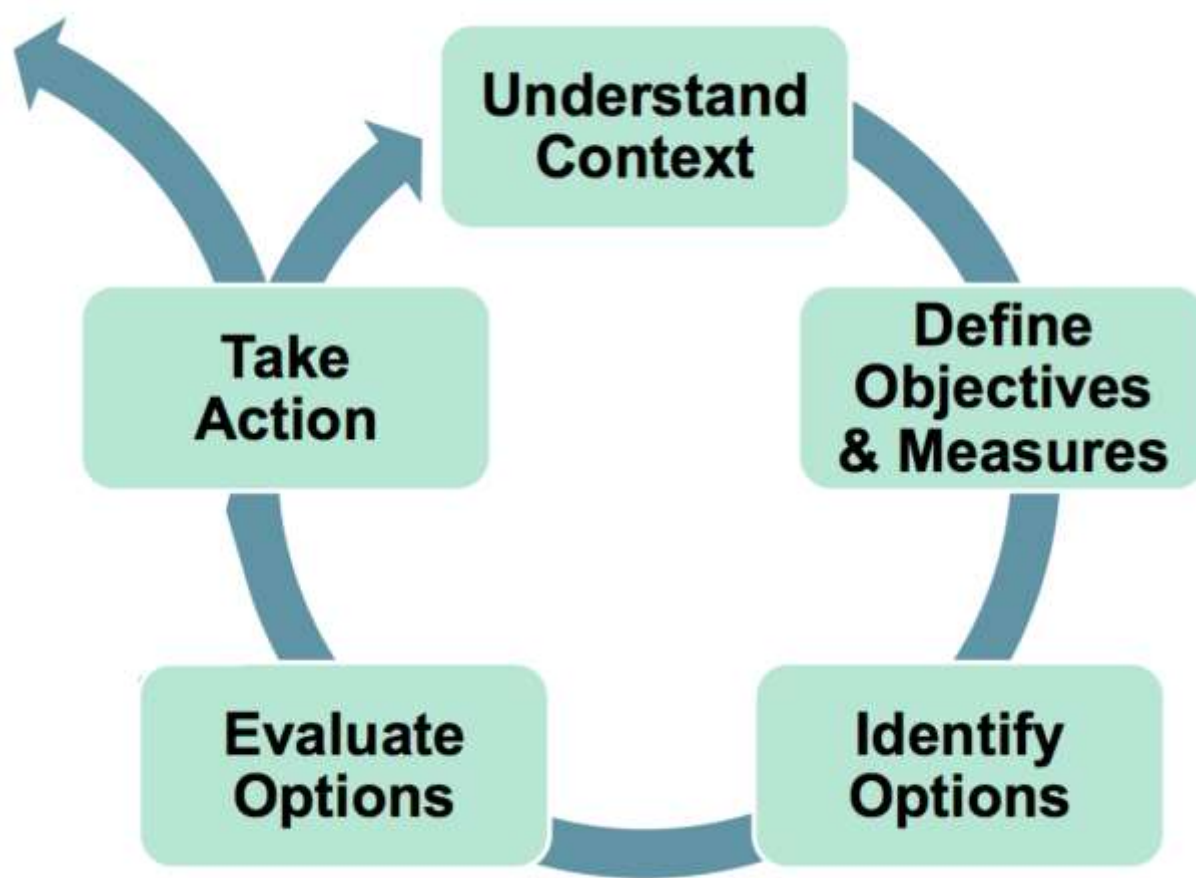 Understand
Context
Define
Objectives
& Measures
Identify
Options
Evaluate
Options
Take
Action